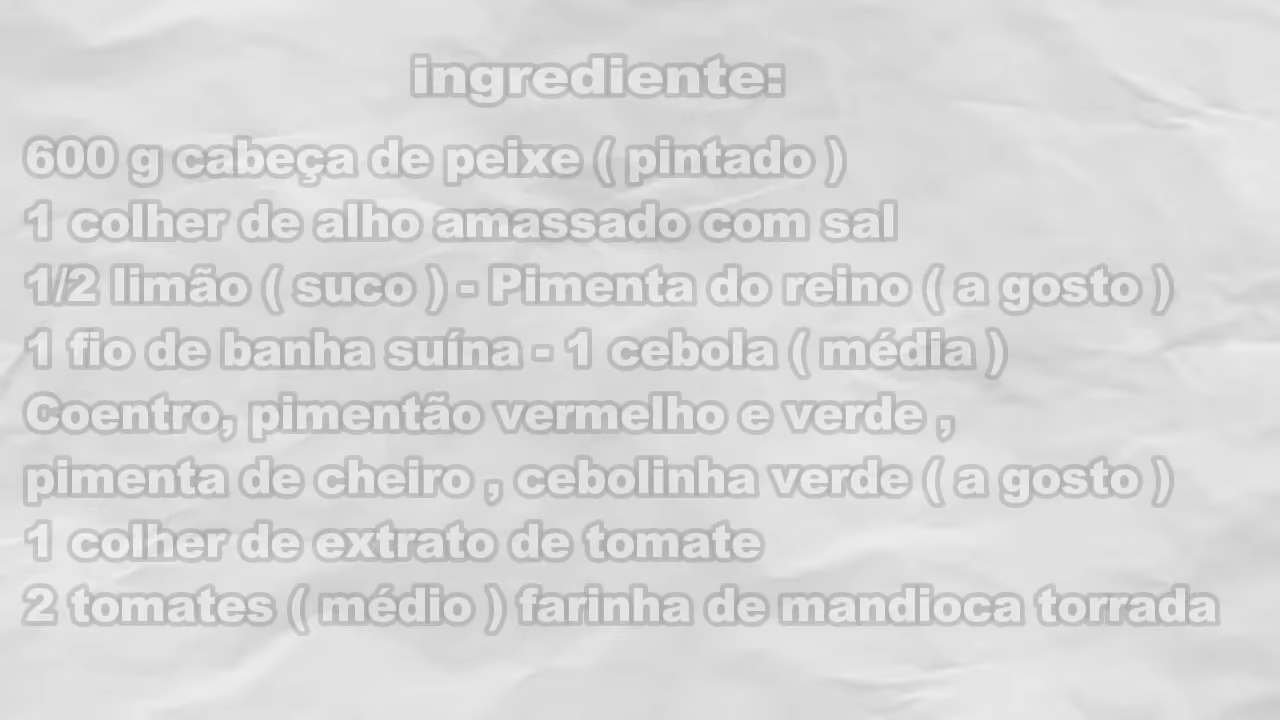 ingrediente:
600 g cabeça de peixe ( pintado )
1 colher de alho amassado com sal
1/2 limão ( suco ) - Pimenta do reino ( a gosto )
1 fio de banha suína - 1 cebola ( média )
Coentro, pimentão vermelho e verde ,
pimenta de cheiro , cebolinha verde ( a gosto )
1 colher de extrato de tomate
2 tomates ( médio ) farinha de mandioca torrada